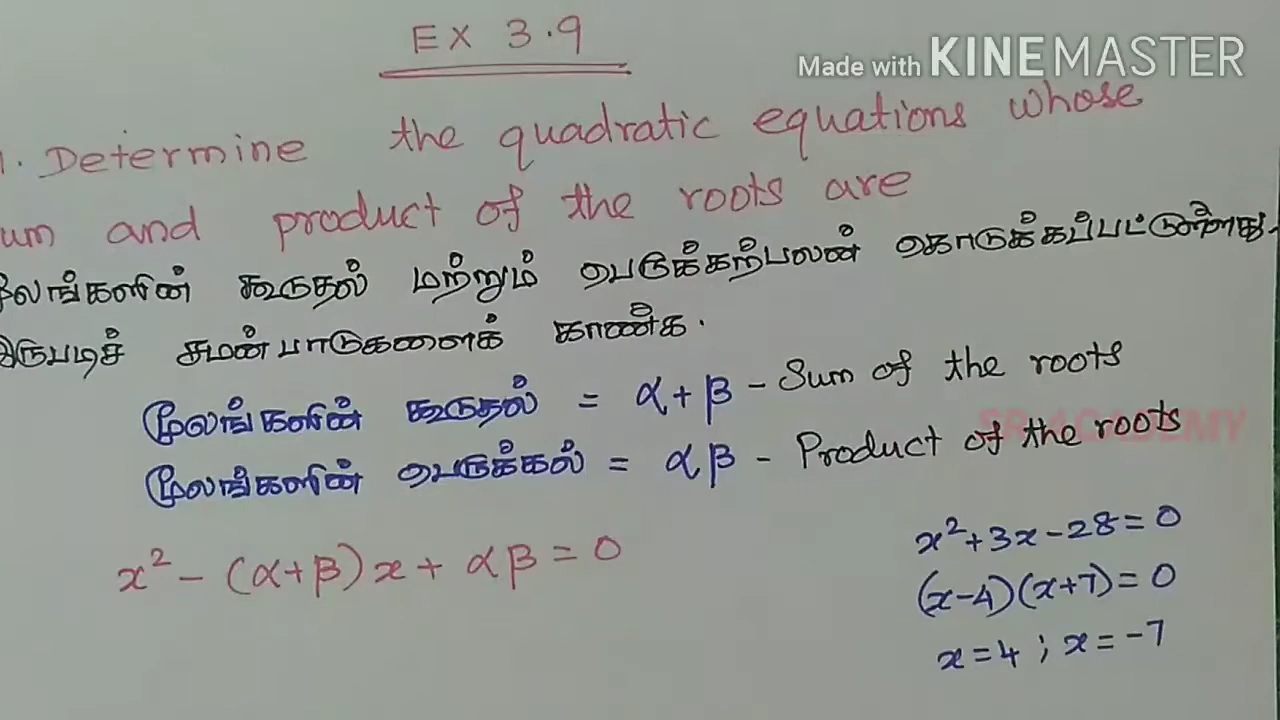 EX 3.9
Made with KINEMASTER
1. Determine the quadratic equations whose
um and product of the roots are
மூலங்களின் கூடுதல் மற்றும் பெருக்கற்பலன் கொடுக்கப்பட்டுள்ளது.
இருபடிச் சமன்பாடுகளைக் காண்க.
மூலங்களின் கூடுதல் = α + β - Sum of the roots
SRI ACADEMY
மூலங்களின் பெருக்கல் = αβ - Product of the roots
x² - (α+β)x + αβ = 0
x²+3x-28=0
(x-4)(x+7)=0
x=4 ; x=-7